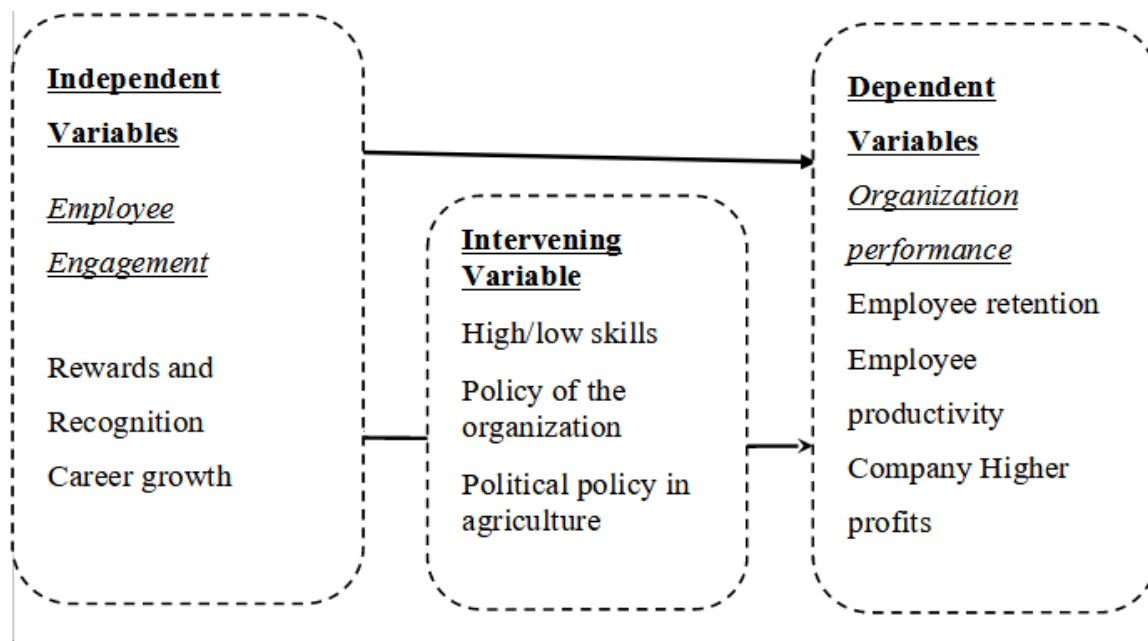 Independent
Variables
Employee
Engagement
Rewards and
Recognition
Career growth
Intervening
Variable
High/low skills
Policy of the
organization
Political policy in
agriculture
Dependent
Variables
Organization
performance
Employee retention
Employee
productivity
Company Higher
profits